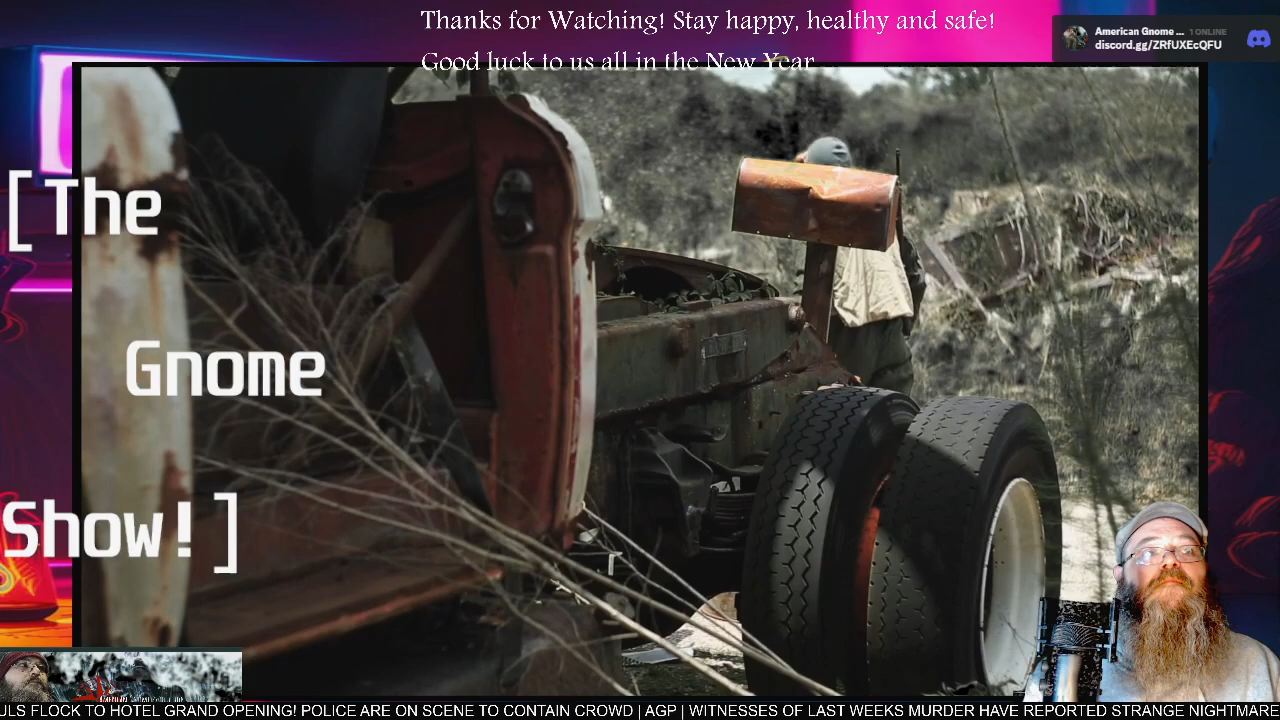 Thanks for Watching! Stay happy, healthy and safe!
Good luck to us all in the New Year
American Gnome ... 1 ONLINE
discord.gg/ZRfUXEcQFU
[The
Gnome
Show! ]
ULS FLOCK TO HOTEL GRAND OPENING! POLICE ARE ON SCENE TO CONTAIN CROWD | AGP | WITNESSES OF LAST WEEKS MURDER HAVE REPORTED STRANGE NIGHTMARE